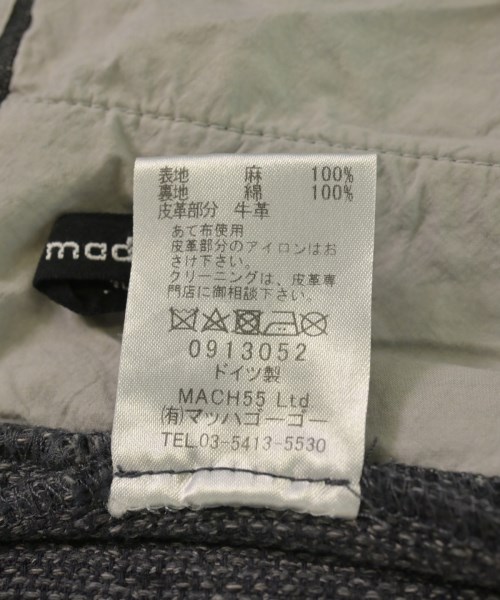 表地 麻 100%
裏地 綿 100%
皮革部分 牛革
あて布使用
皮革部分のアイロンはお
さけ下さい。
クリーニングは、皮革専
門店に御相談下さい。
0913052
ドイツ製
MACH55 Ltd
(有)マッハゴーゴー
TEL.03-5413-5530
mad